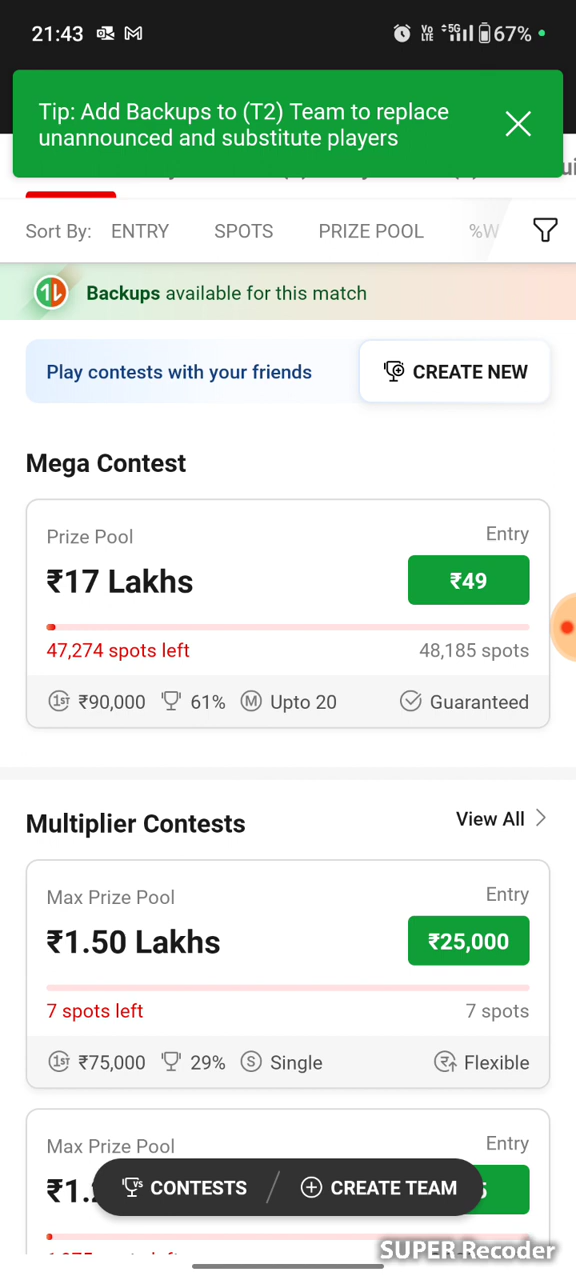 21:43
VoLTE 5G 67%
Tip: Add Backups to (T2) Team to replace
unannounced and substitute players
Sort By: ENTRY SPOTS PRIZE POOL %W
Backups available for this match
Play contests with your friends CREATE NEW
Mega Contest
Prize Pool Entry
₹17 Lakhs ₹49
47,274 spots left 48,185 spots
1ST ₹90,000 61% M Upto 20 Guaranteed
Multiplier Contests View All
Max Prize Pool Entry
₹1.50 Lakhs ₹25,000
7 spots left 7 spots
1ST ₹75,000 29% S Single Flexible
Max Prize Pool Entry
₹1.
VS CONTESTS CREATE TEAM
SUPER Recoder